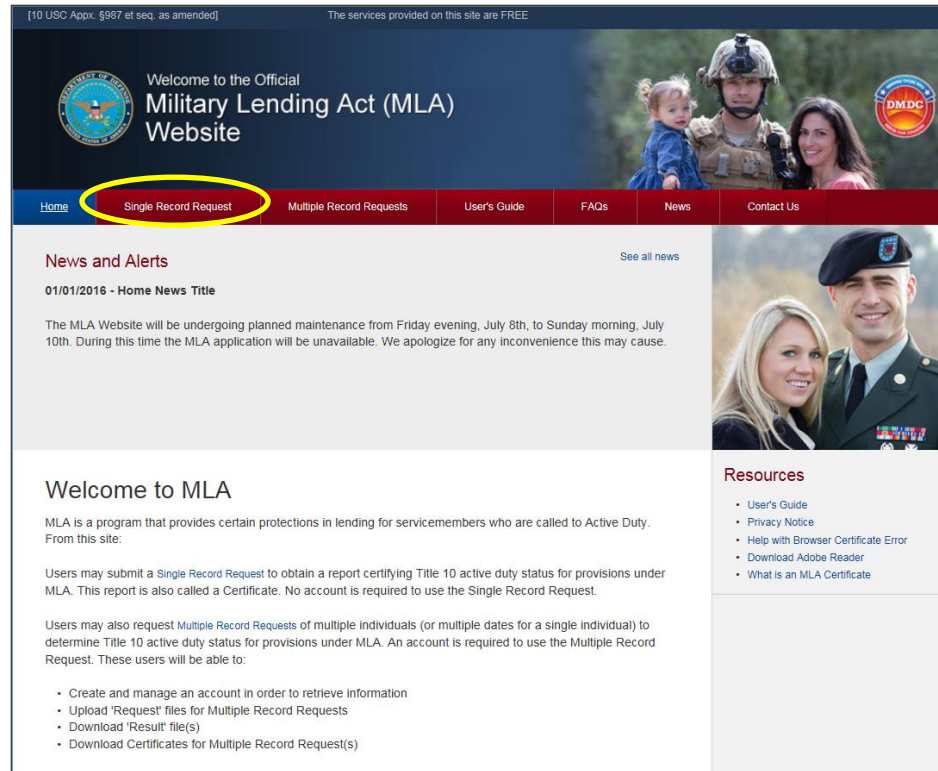 [10 USC Appx. §987 et seq. as amended]
The services provided on this site are FREE
Welcome to the Official
Military Lending Act (MLA)
Website
DMDC
Home
Single Record Request
Multiple Record Requests
User's Guide
FAQs
News
Contact Us
News and Alerts
See all news
01/01/2016 - Home News Title
The MLA Website will be undergoing planned maintenance from Friday evening, July 8th, to Sunday morning, July
10th. During this time the MLA application will be unavailable. We apologize for any inconvenience this may cause.
Welcome to MLA
MLA is a program that provides certain protections in lending for servicemembers who are called to Active Duty.
From this site:
Users may submit a Single Record Request to obtain a report certifying Title 10 active duty status for provisions under
MLA. This report is also called a Certificate. No account is required to use the Single Record Request.
Users may also request Multiple Record Requests of multiple individuals (or multiple dates for a single individual) to
determine Title 10 active duty status for provisions under MLA. An account is required to use the Multiple Record
Request. These users will be able to:
• Create and manage an account in order to retrieve information
• Upload 'Request' files for Multiple Record Requests
• Download 'Result' file(s)
• Download Certificates for Multiple Record Request(s)
Resources
• User's Guide
• Privacy Notice
• Help with Browser Certificate Error
• Download Adobe Reader
• What is an MLA Certificate